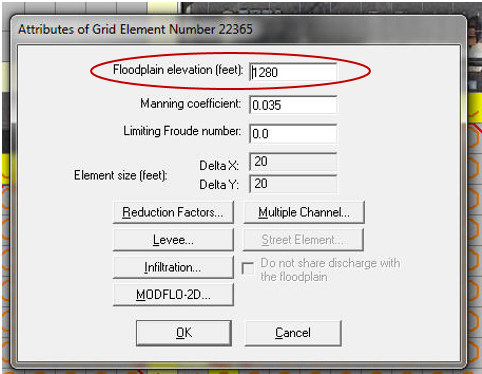 Attributes of Grid Element Number 22365
Floodplain elevation (feet): 1280
Manning coefficient: 0.035
Limiting Froude number: 0.0
Element size (feet):
Delta X: 20
Delta Y: 20
Reduction Factors... Multiple Channel...
Levee... Street Element...
Infiltration... Do not share discharge with
the floodplain
MODFLO-2D...
OK Cancel